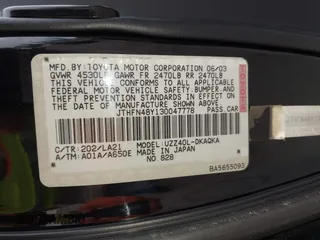 MFD.BY: TOYOTA MOTOR CORPORATION 06/03
GVWR 4530LB GAWR FR 2470LB RR 2470LB
THIS VEHICLE CONFORMS TO ALL APPLICABLE
FEDERAL MOTOR VEHICLE SAFETY, BUMPER, AND
THEFT PREVENTION STANDARDS IN EFFECT ON
THE DATE OF MANUFACTURE SHOWN ABOVE.
JTHFN48Y130047778 PASS.CAR
C/TR: 202/LA21 MODEL: UZZ40L-DKAQKA
A/TM: A01A/A650E MADE IN JAPAN
NO 828
BA5655093